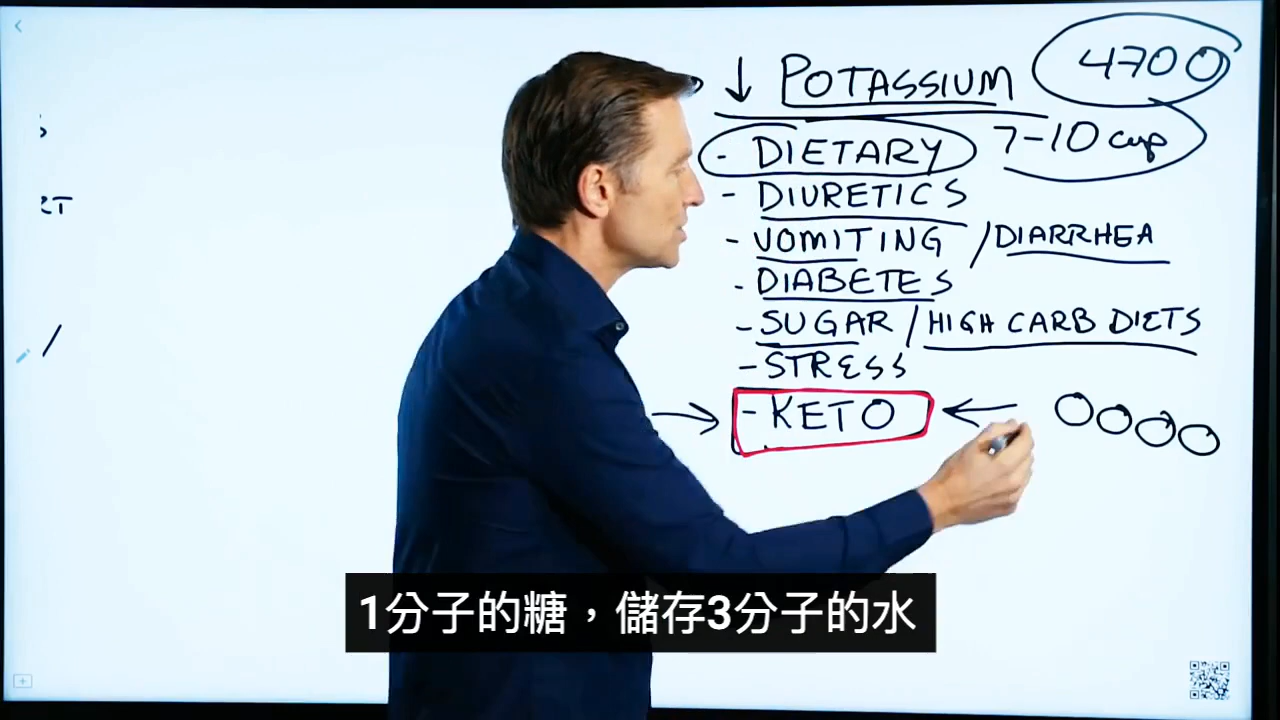 ↓ POTASSIUM 4700
- DIETARY 7-10 cup
- DIURETICS
- VOMITING / DIARRHEA
- DIABETES
- SUGAR / HIGH CARB DIETS
- STRESS
- KETO
1分子的糖，儲存3分子的水